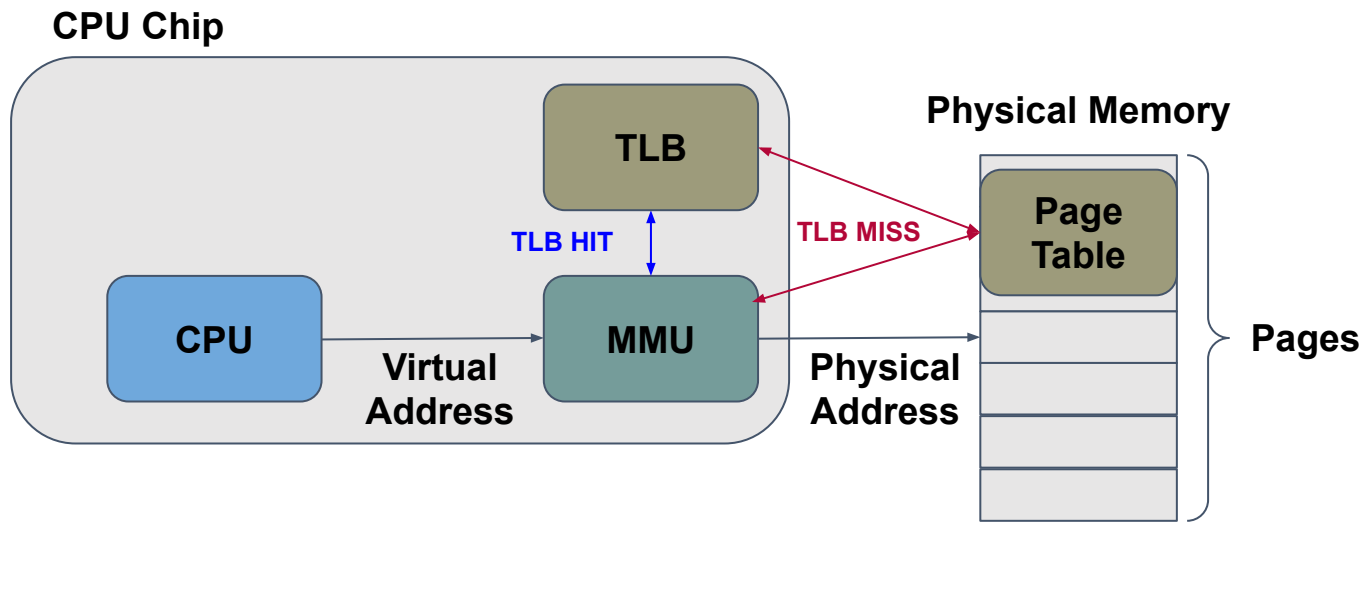 CPU Chip
TLB
Physical Memory
Page
Table
TLB HIT
TLB MISS
CPU
MMU
Pages
Virtual
Address
Physical
Address